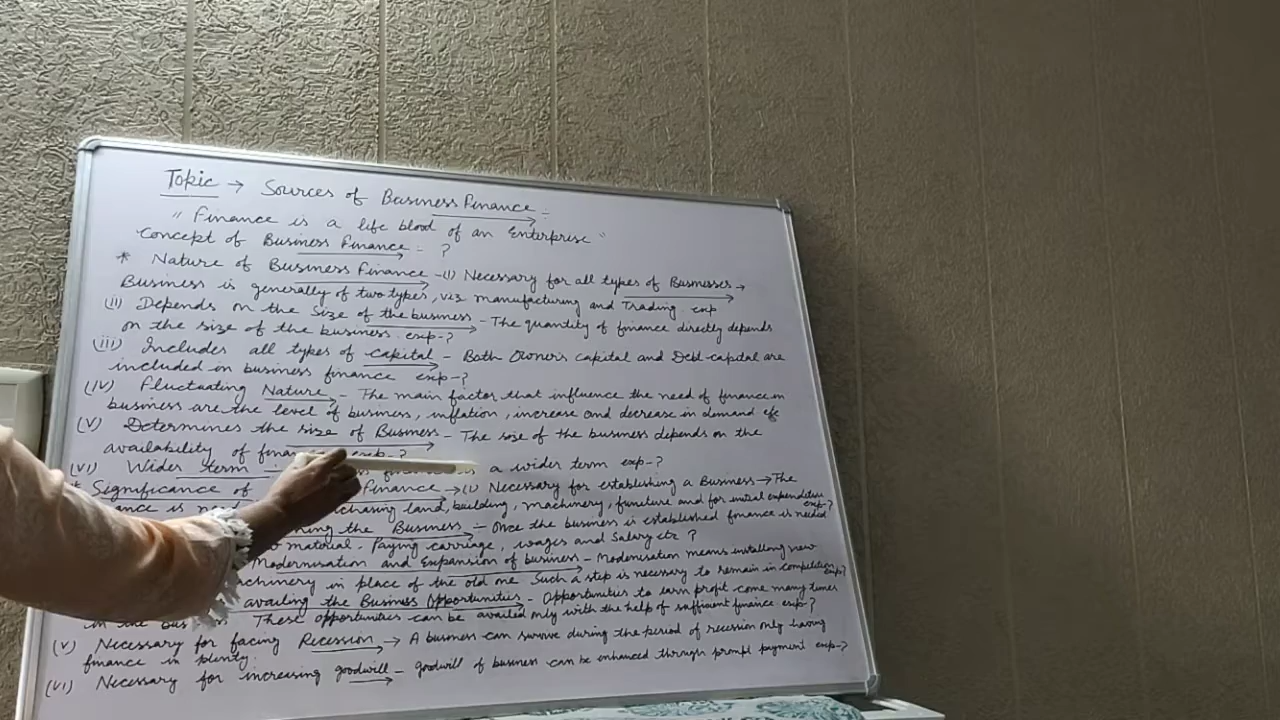 Topic → Sources of Business Finance :-
" Finance is a life blood of an Enterprise "
Concept of Business Finance - ?
* Nature of Business Finance - (i) Necessary for all types of Businesses →
Business is generally of two types, viz manufacturing and Trading exp
(ii) Depends on the Size of the business - The quantity of finance directly depends
on the size of the business. exp-?
(iii) Includes all types of capital - Both Owner's capital and Debt capital are
included in business finance exp-?
(iv) Fluctuating Nature - The main factor that influence the need of finance in
business are the level of business, inflation, increase and decrease in demand etc
(v) Determines the size of Business - The size of the business depends on the
availability of finance exp-?
(vi) Wider term a wider term exp-?
* Significance of Finance → (i) Necessary for establishing a Business → The
land, building, machinery, furniture and for initial expenditure exp-?
the Business :- Once the business is established finance is needed
material. Paying carriage, wages and Salary etc ?
Modernisation and Expansion of business - Modernisation means installing new
machinery in place of the old one Such a step is necessary to remain in competition exp?
availing the Business Opportunities - Opportunities to earn profit come many times
in the These opportunities can be availed only with the help of sufficient finance exp-?
(v) Necessary for facing Recession → A business can survive during the period of recession only having
finance in plenty.
(vi) Necessary for increasing goodwill - goodwill of business can be enhanced through prompt payment exp-?